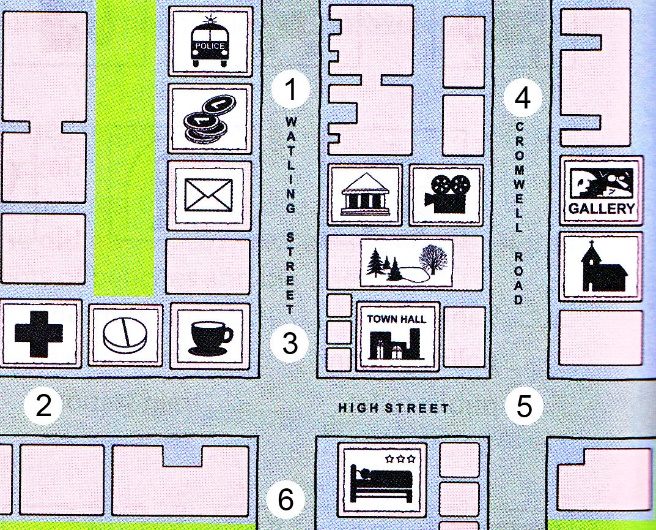 POLICE
1
4
WATLING STREET
CROMWELL ROAD
GALLERY
TOWN HALL
3
2
HIGH STREET
5
6